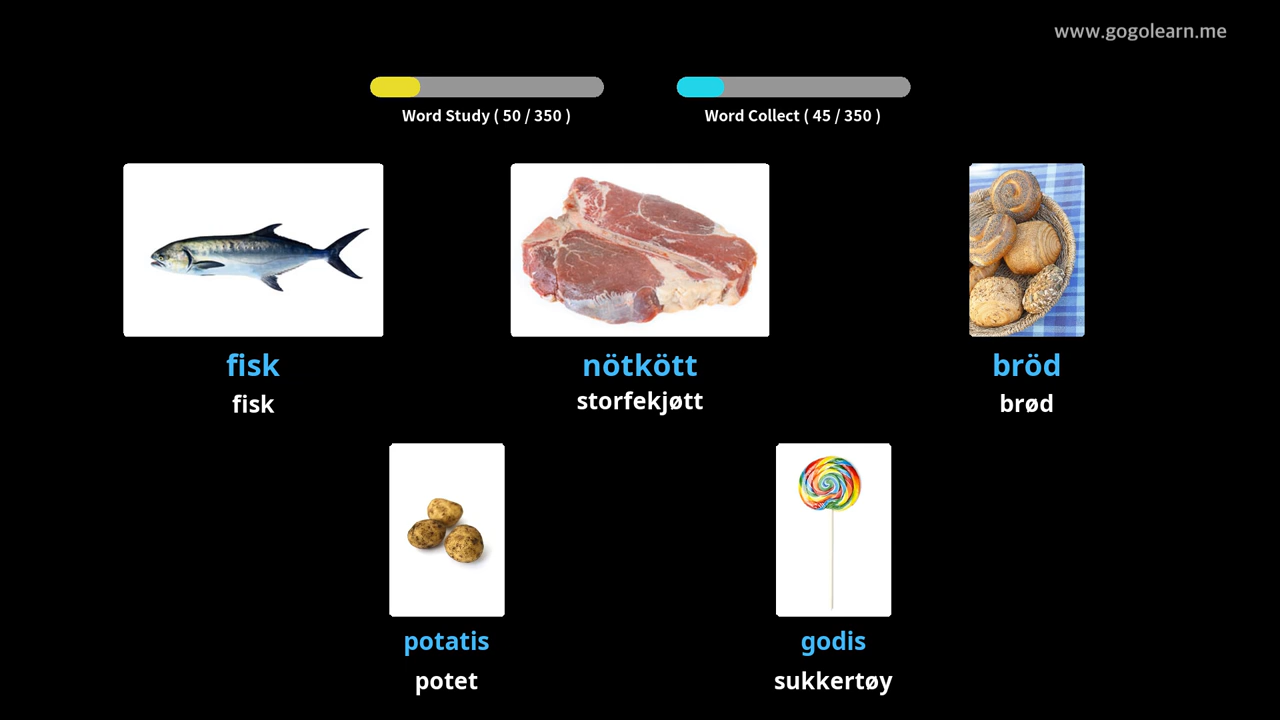 www.gogolearn.me
Word Study ( 50 / 350 )
Word Collect ( 45 / 350 )
fisk
fisk
nötkött
storfekjøtt
bröd
brød
potatis
potet
godis
sukkertøy